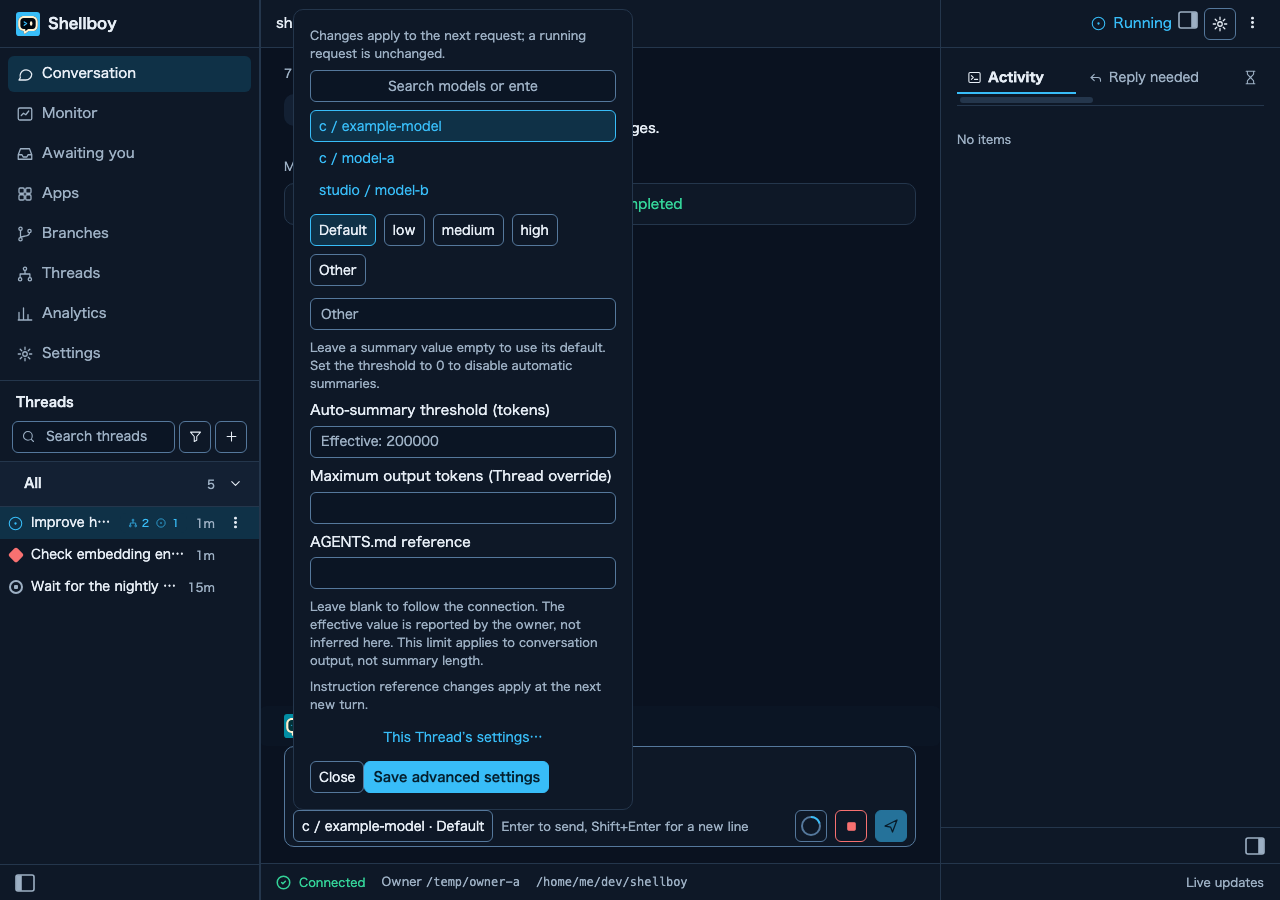 Shellboy
Conversation
Monitor
Awaiting you
Apps
Branches
Threads
Analytics
Settings
Threads
Search threads
All
5
Improve h⋯ 2 1 1m
Check embedding en⋯ 1m
Wait for the nightly ⋯ 15m
sh
7
ges.
M
mpleted
Changes apply to the next request; a running
request is unchanged.
Search models or ente
c / example-model
c / model-a
studio / model-b
Default
low
medium
high
Other
Other
Leave a summary value empty to use its default.
Set the threshold to 0 to disable automatic
summaries.
Auto-summary threshold (tokens)
Effective: 200000
Maximum output tokens (Thread override)
AGENTS.md reference
Leave blank to follow the connection. The
effective value is reported by the owner, not
inferred here. This limit applies to conversation
output, not summary length.
Instruction reference changes apply at the next
new turn.
This Thread's settings⋯
Close
Save advanced settings
c / example-model · Default
Enter to send, Shift+Enter for a new line
Connected
Owner /temp/owner-a
/home/me/dev/shellboy
Running
Activity
Reply needed
No items
Live updates